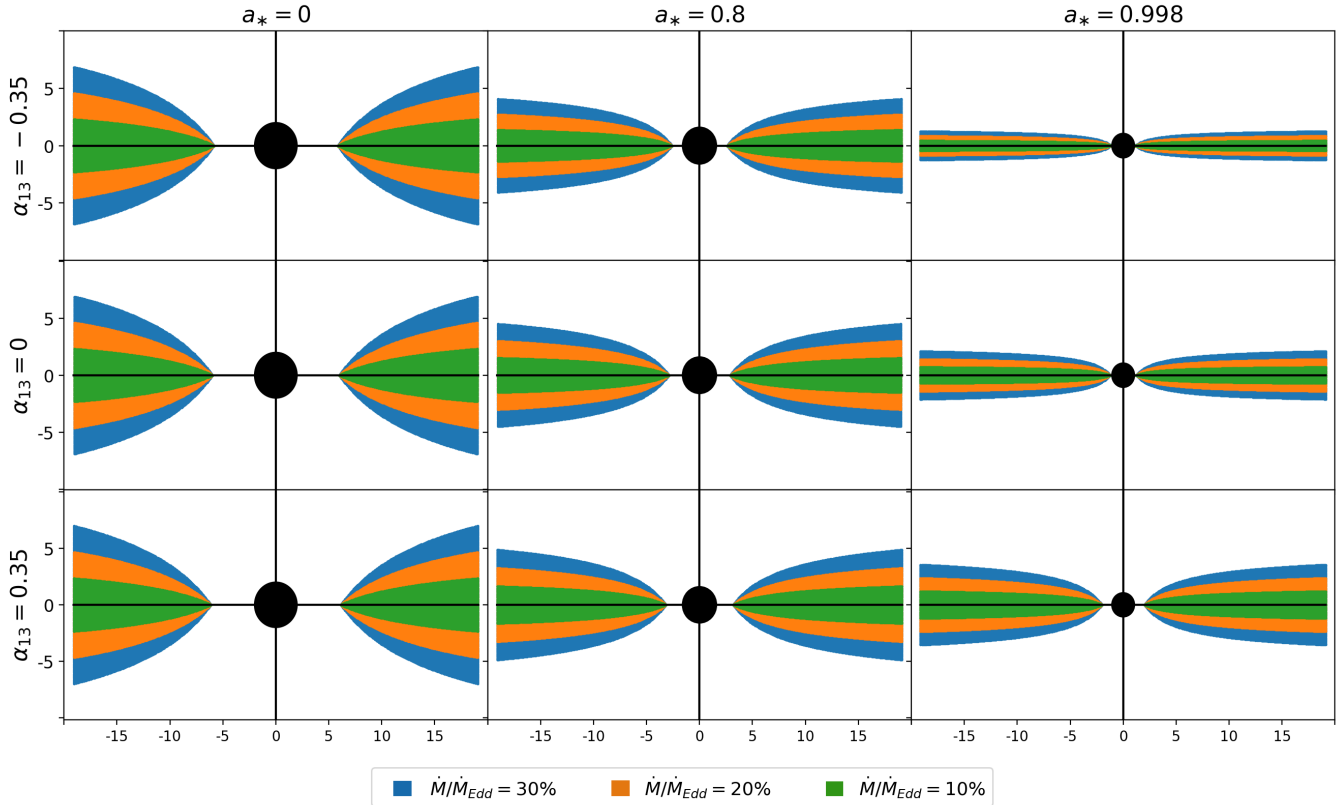 a* = 0 a* = 0.8 a* = 0.998
α13 = − 0.35
5
0
-5
α13 = 0
5
0
-5
α13 = 0.35
5
0
-5
-15 -10 -5 0 5 10 15 -15 -10 -5 0 5 10 15 -15 -10 -5 0 5 10 15
Ṁ/ṀEdd = 30% Ṁ/ṀEdd = 20% Ṁ/ṀEdd = 10%